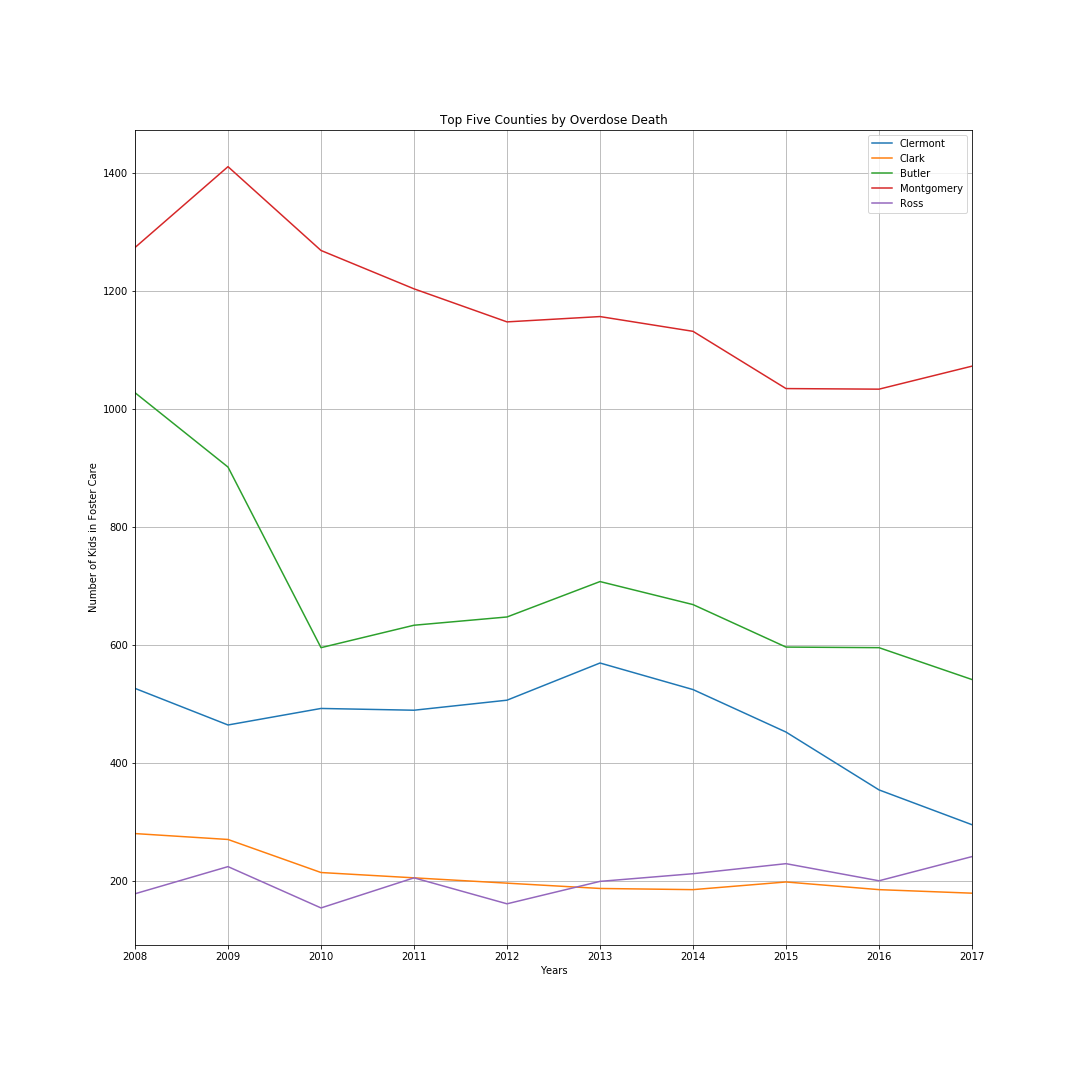 Top Five Counties by Overdose Death
Clermont
Clark
Butler
Montgomery
Ross
Number of Kids in Foster Care
1400
1200
1000
800
600
400
200
2008 2009 2010 2011 2012 2013 2014 2015 2016 2017
Years